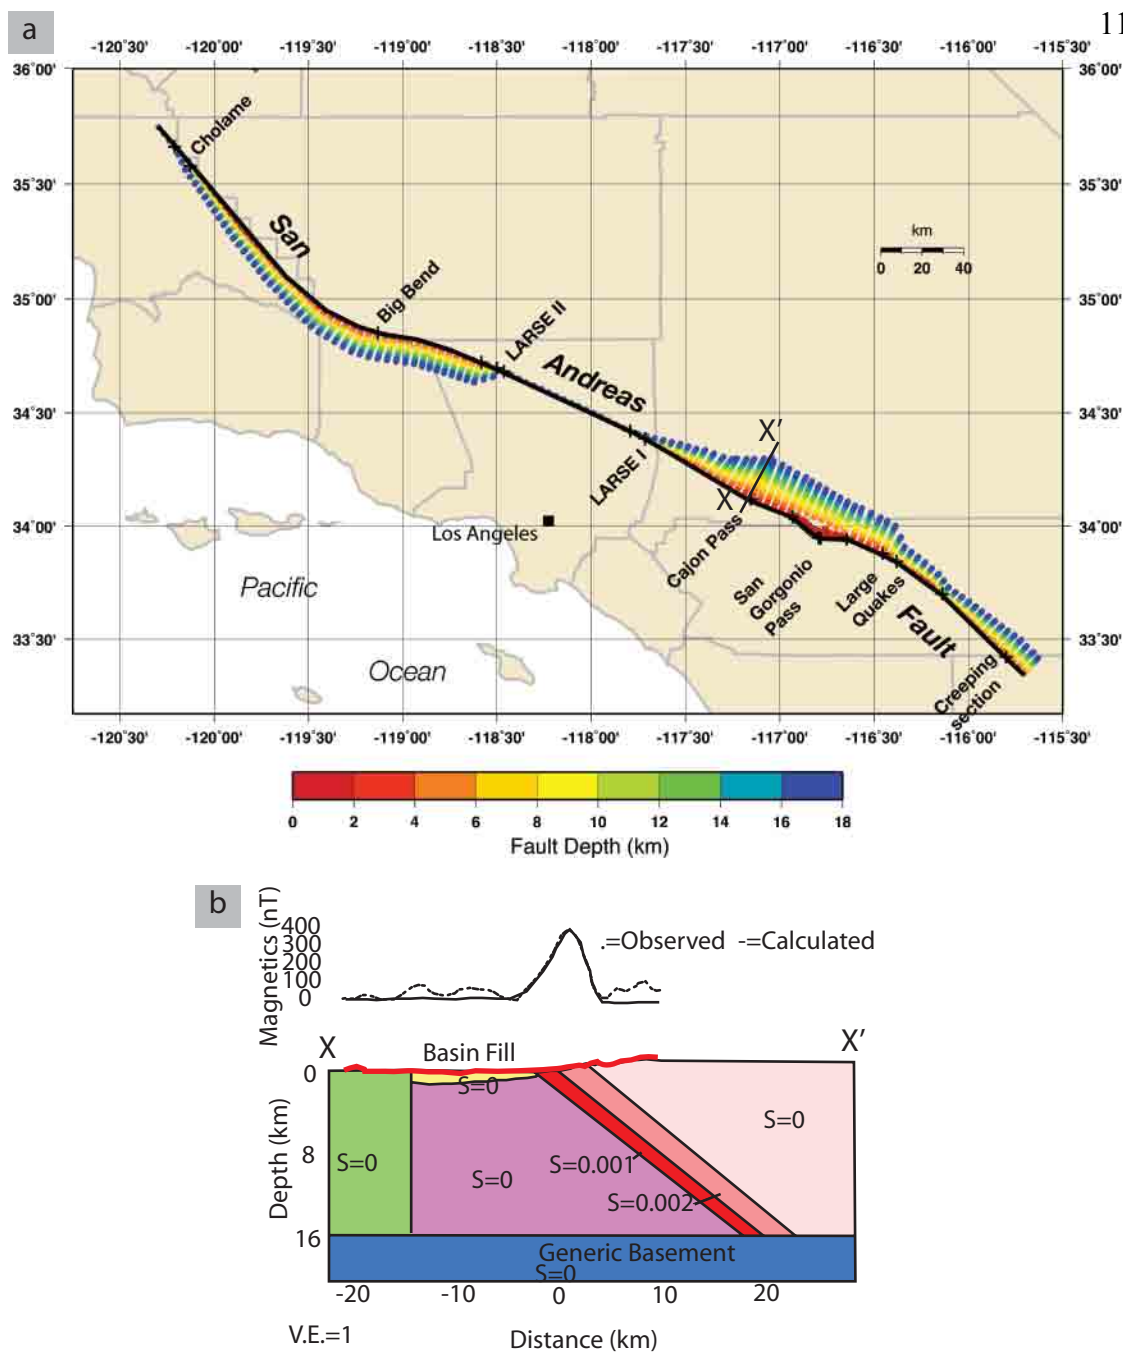 a
11
-120˚30' -120˚00' -119˚30' -119˚00' -118˚30' -118˚00' -117˚30' -117˚00' -116˚30' -116˚00' -115˚30'
36˚00' 36˚00'
Cholame
35˚30' 35˚30'
San
km
0 20 40
Big Bend
35˚00' 35˚00'
LARSE II
Andreas
34˚30' 34˚30'
X'
LARSE I
X
34˚00' 34˚00'
Los Angeles
Cajon Pass
San
Gorgonio
Pass
Large
Quakes
Fault
Pacific
Ocean
33˚30' 33˚30'
Creeping
section
-120˚30' -120˚00' -119˚30' -119˚00' -118˚30' -118˚00' -117˚30' -117˚00' -116˚30' -116˚00' -115˚30'
0 2 4 6 8 10 12 14 16 18
Fault Depth (km)
b
Magnetics (nT)
400
300
200
100
0
.=Observed -=Calculated
X X'
Basin Fill
S=0
0
8
16
Depth (km)
S=0
S=0
S=0.001
S=0.002
S=0
Generic Basement
S=0
-20 -10 0 10 20
V.E.=1
Distance (km)